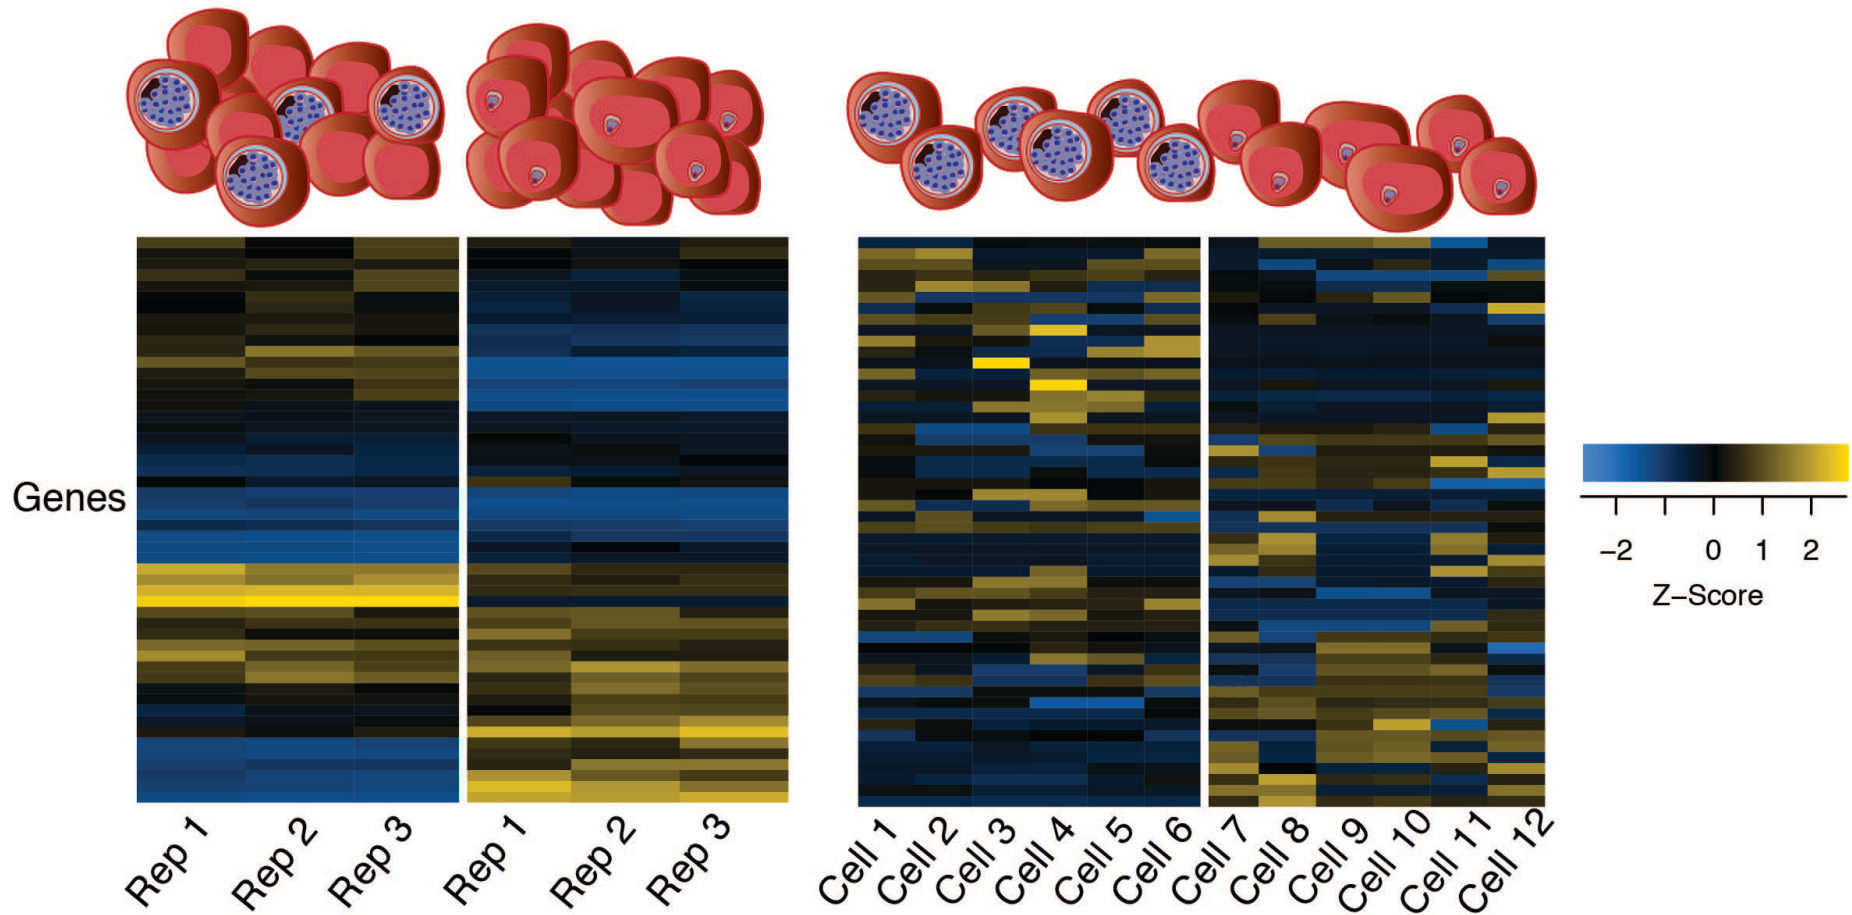 Genes
Rep 1
Rep 2
Rep 3
Rep 1
Rep 2
Rep 3
Cell 1
Cell 2
Cell 3
Cell 4
Cell 5
Cell 6
Cell 7
Cell 8
Cell 9
Cell 10
Cell 11
Cell 12
−2 0 1 2
Z−Score